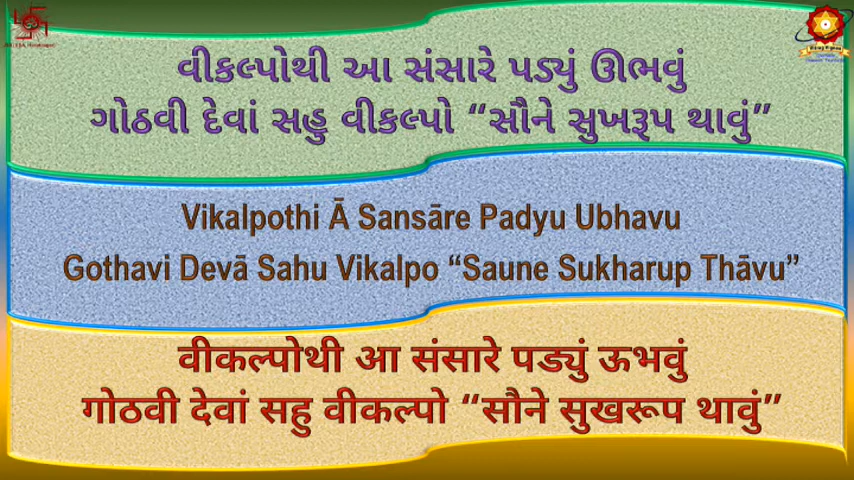 વીકલ્પોથી આ સંસારે પડ્યું ઊભવું
ગોઠવી દેવાં સહુ વીકલ્પો “સૌને સુખરૂપ થાવું”
Vikalpothi Ā Sansāre Padyu Ubhavu
Gothavi Devā Sahu Vikalpo “Saune Sukharup Thāvu”
वीकल्पोथी आ संसारे पड्युं ऊभवुं
गोठवी देवां सहु वीकल्पो “सौने सुखरूप थावुं”